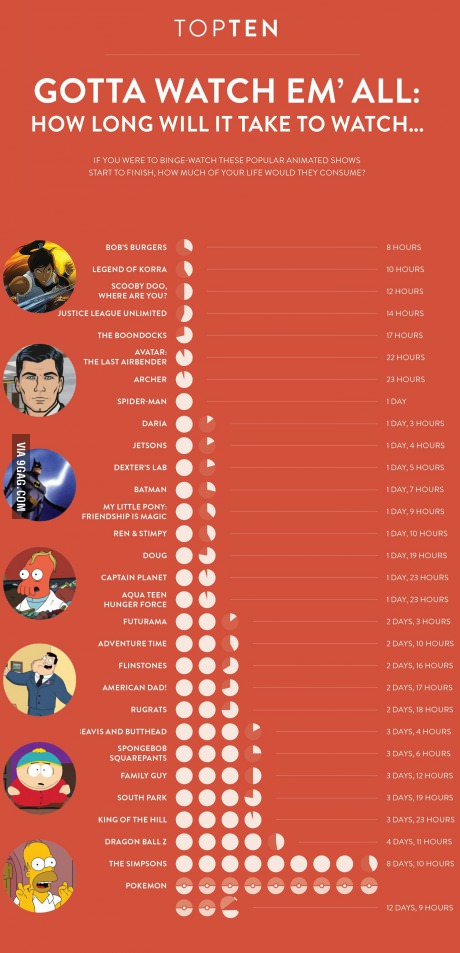 TOPTEN
GOTTA WATCH EM' ALL:
HOW LONG WILL IT TAKE TO WATCH...
IF YOU WERE TO BINGE-WATCH THESE POPULAR ANIMATED SHOWS
START TO FINISH, HOW MUCH OF YOUR LIFE WOULD THEY CONSUME?
BOB'S BURGERS 8 HOURS
LEGEND OF KORRA 10 HOURS
SCOOBY DOO,
WHERE ARE YOU? 12 HOURS
JUSTICE LEAGUE UNLIMITED 14 HOURS
THE BOONDOCKS 17 HOURS
AVATAR:
THE LAST AIRBENDER 22 HOURS
ARCHER 23 HOURS
SPIDER-MAN 1 DAY
DARIA 1 DAY, 3 HOURS
JETSONS 1 DAY, 4 HOURS
DEXTER'S LAB 1 DAY, 5 HOURS
BATMAN 1 DAY, 7 HOURS
MY LITTLE PONY:
FRIENDSHIP IS MAGIC 1 DAY, 9 HOURS
REN & STIMPY 1 DAY, 10 HOURS
DOUG 1 DAY, 19 HOURS
CAPTAIN PLANET 1 DAY, 23 HOURS
AQUA TEEN
HUNGER FORCE 1 DAY, 23 HOURS
FUTURAMA 2 DAYS, 3 HOURS
ADVENTURE TIME 2 DAYS, 10 HOURS
FLINSTONES 2 DAYS, 16 HOURS
AMERICAN DAD! 2 DAYS, 17 HOURS
RUGRATS 2 DAYS, 18 HOURS
BEAVIS AND BUTTHEAD 3 DAYS, 4 HOURS
SPONGEBOB
SQUAREPANTS 3 DAYS, 6 HOURS
FAMILY GUY 3 DAYS, 12 HOURS
SOUTH PARK 3 DAYS, 19 HOURS
KING OF THE HILL 3 DAYS, 23 HOURS
DRAGON BALL Z 4 DAYS, 11 HOURS
THE SIMPSONS 8 DAYS, 10 HOURS
POKEMON
12 DAYS, 9 HOURS
VIA 9GAG.COM